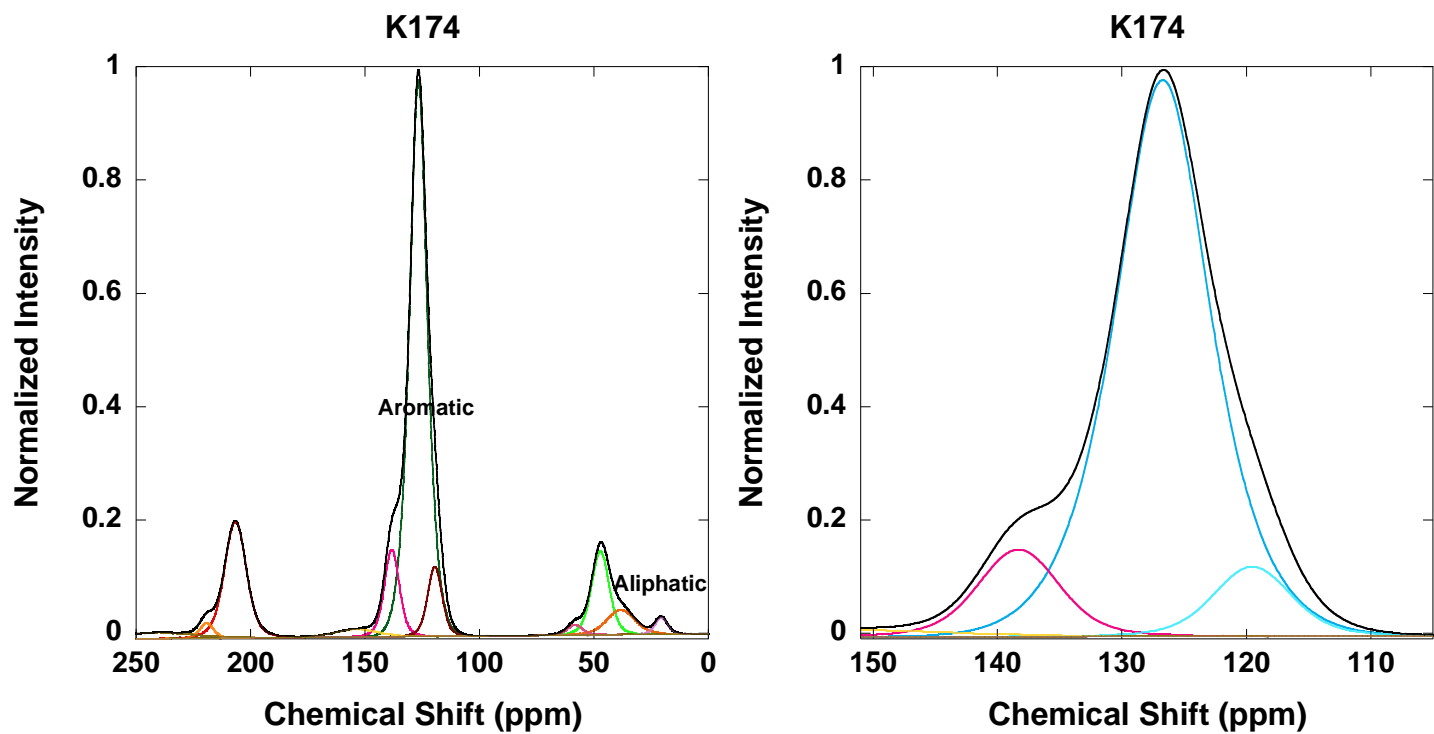 K174
Normalized Intensity
1
0.8
0.6
0.4
0.2
0
Aromatic
Aliphatic
250 200 150 100 50 0
Chemical Shift (ppm)
K174
Normalized Intensity
1
0.8
0.6
0.4
0.2
0
150 140 130 120 110
Chemical Shift (ppm)